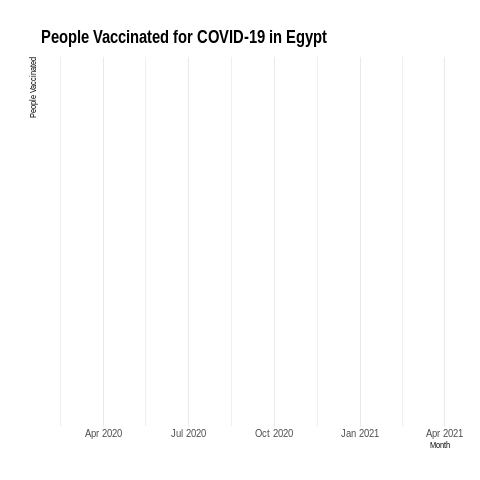 People Vaccinated for COVID-19 in Egypt
People Vaccinated
Apr 2020 Jul 2020 Oct 2020 Jan 2021 Apr 2021
Month